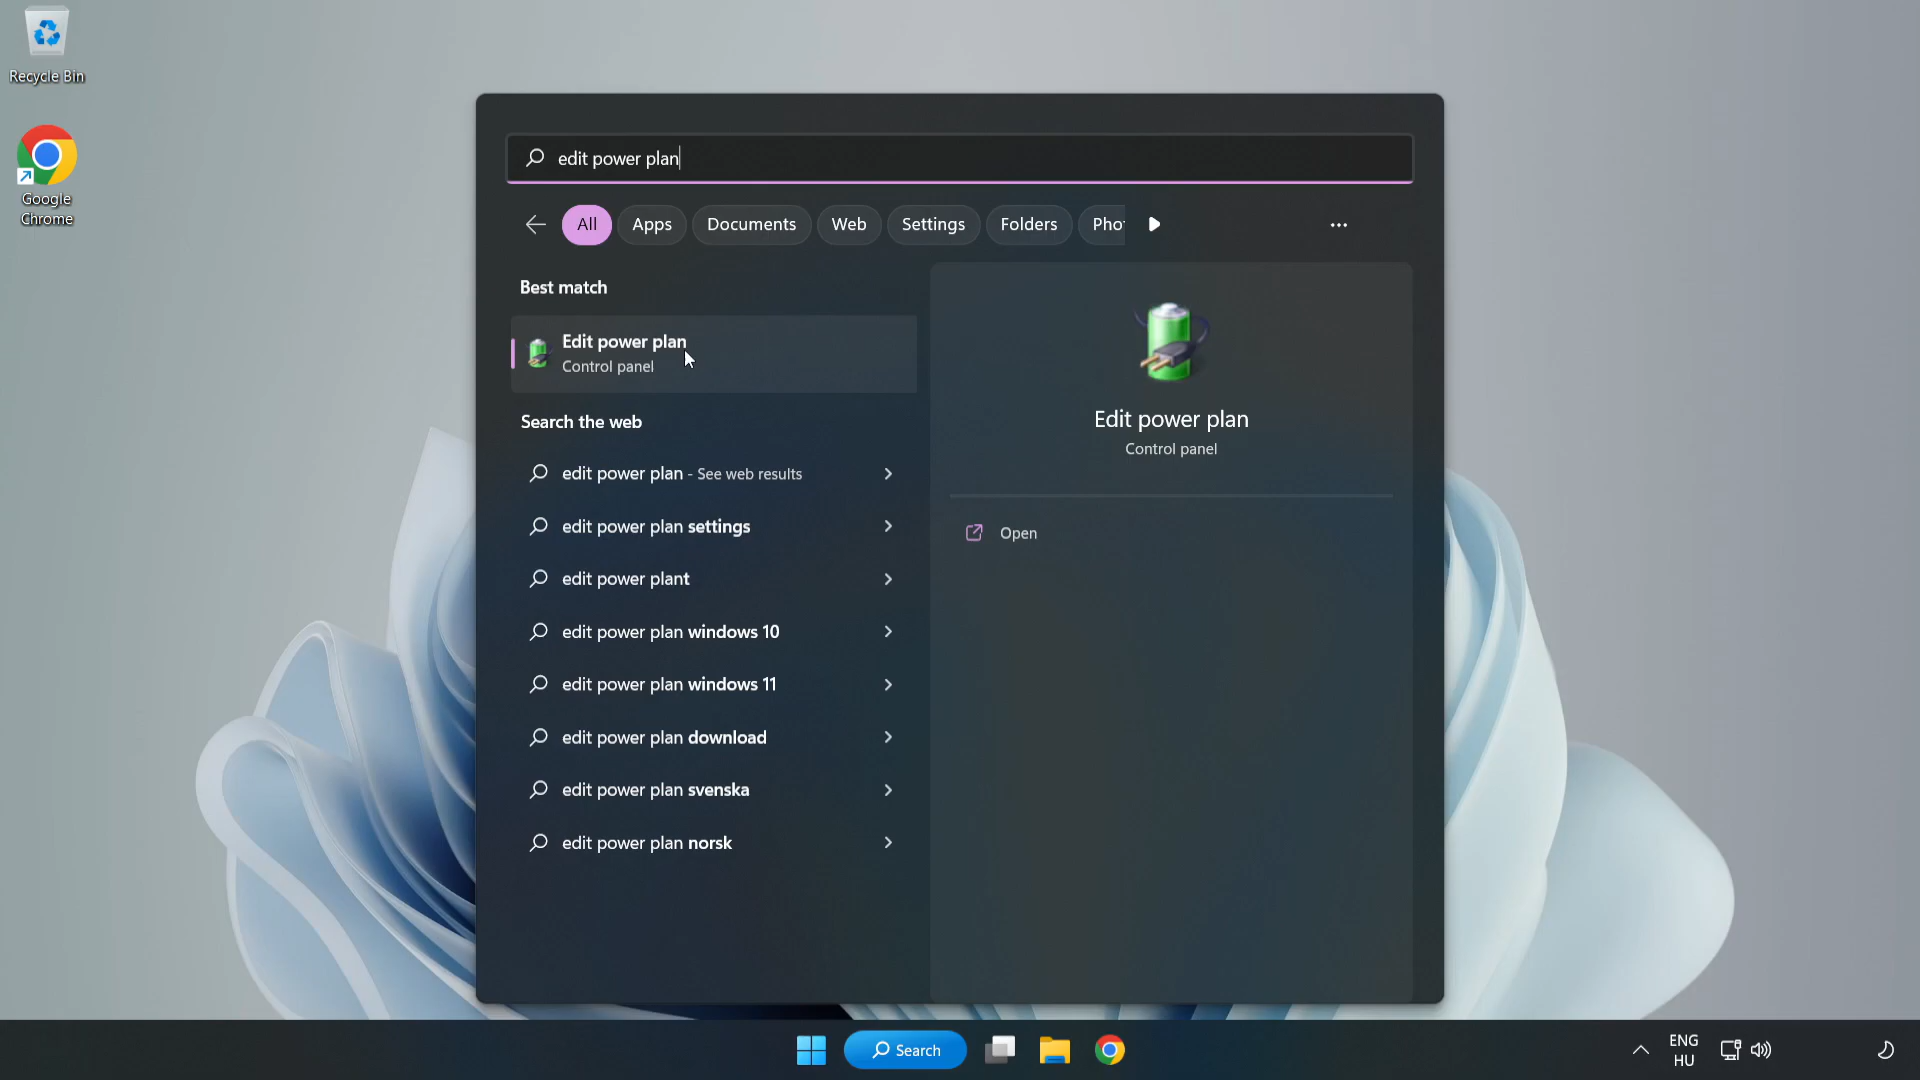 Recycle Bin
Google
Chrome
edit power plan
All Apps Documents Web Settings Folders Pho
Best match
Edit power plan
Control panel
Search the web
edit power plan - See web results
edit power plan settings
edit power plant
edit power plan windows 10
edit power plan windows 11
edit power plan download
edit power plan svenska
edit power plan norsk
Edit power plan
Control panel
Open
Search
ENG
HU